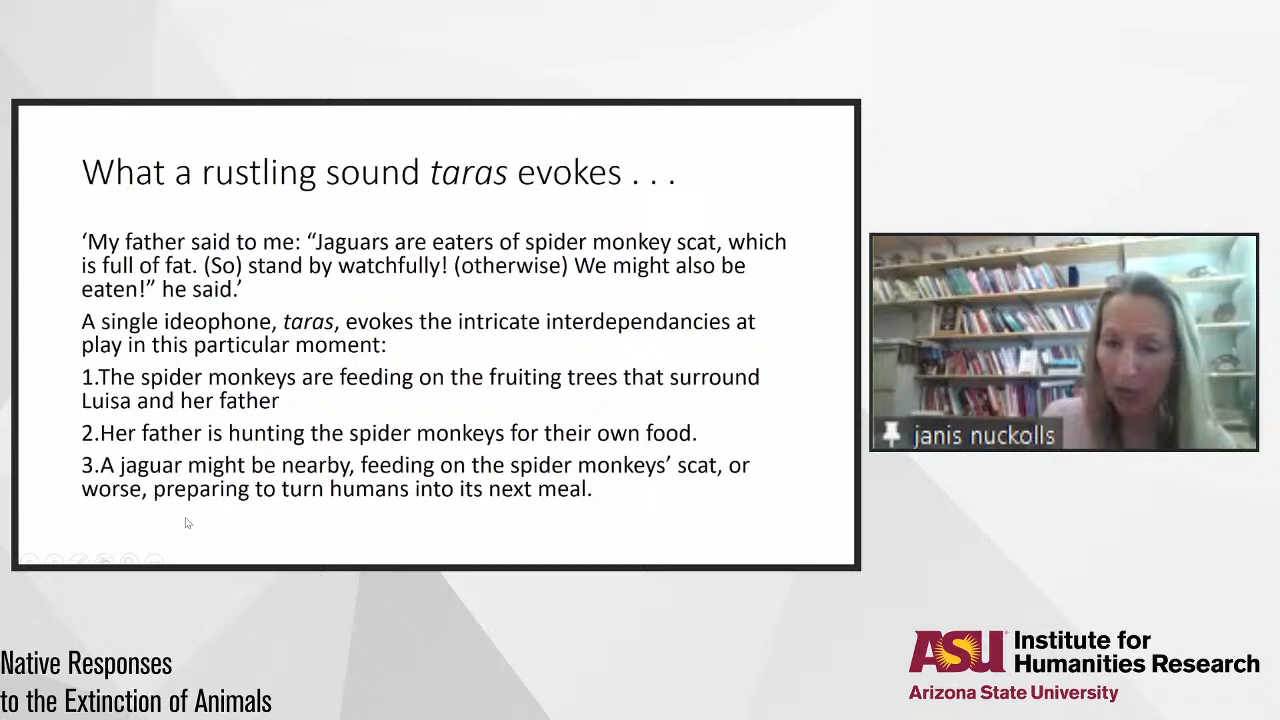 What a rustling sound taras evokes . . .
‘My father said to me: “Jaguars are eaters of spider monkey scat, which
is full of fat. (So) stand by watchfully! (otherwise) We might also be
eaten!” he said.’
A single ideophone, taras, evokes the intricate interdependancies at
play in this particular moment:
1.The spider monkeys are feeding on the fruiting trees that surround
Luisa and her father
2.Her father is hunting the spider monkeys for their own food.
3.A jaguar might be nearby, feeding on the spider monkeys’ scat, or
worse, preparing to turn humans into its next meal.
janis nuckolls
Native Responses
to the Extinction of Animals
ASU Institute for
Humanities Research
Arizona State University